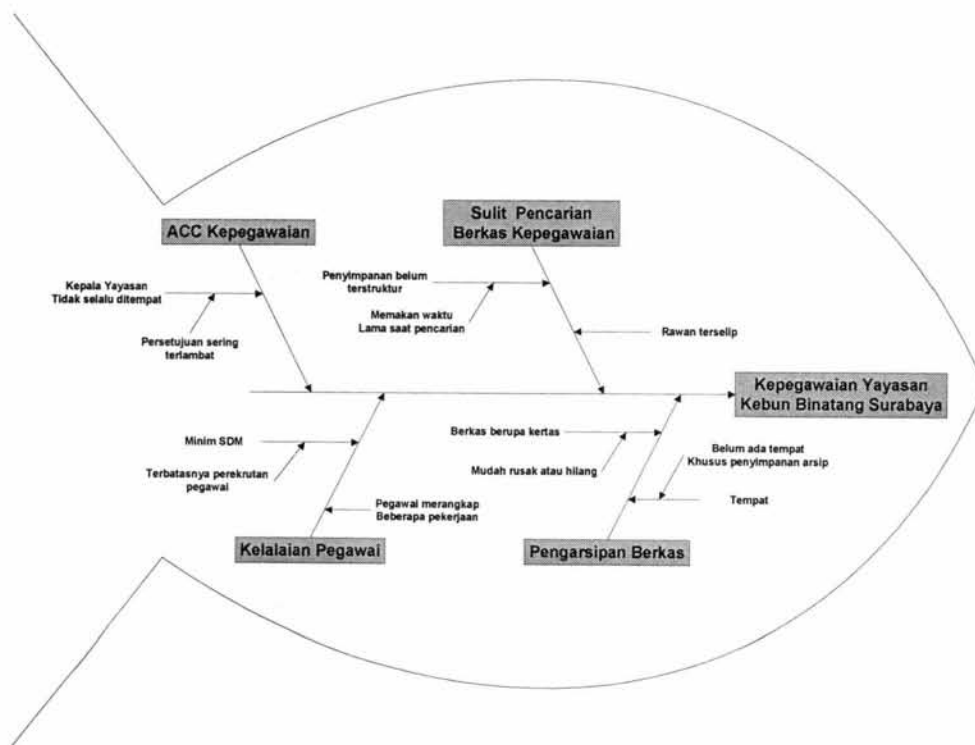 ACC Kepegawaian
Sulit Pencarian
Berkas Kepegawaian
Kepala Yayasan
Tidak selalu ditempat
Persetujuan sering
terlambat
Penyimpanan belum
terstruktur
Memakan waktu
Lama saat pencarian
Rawan terselip
Kepegawaian Yayasan
Kebun Binatang Surabaya
Minim SDM
Terbatasnya perekrutan
pegawai
Pegawai merangkap
Beberapa pekerjaan
Kelalaian Pegawai
Berkas berupa kertas
Mudah rusak atau hilang
Belum ada tempat
Khusus penyimpanan arsip
Tempat
Pengarsipan Berkas